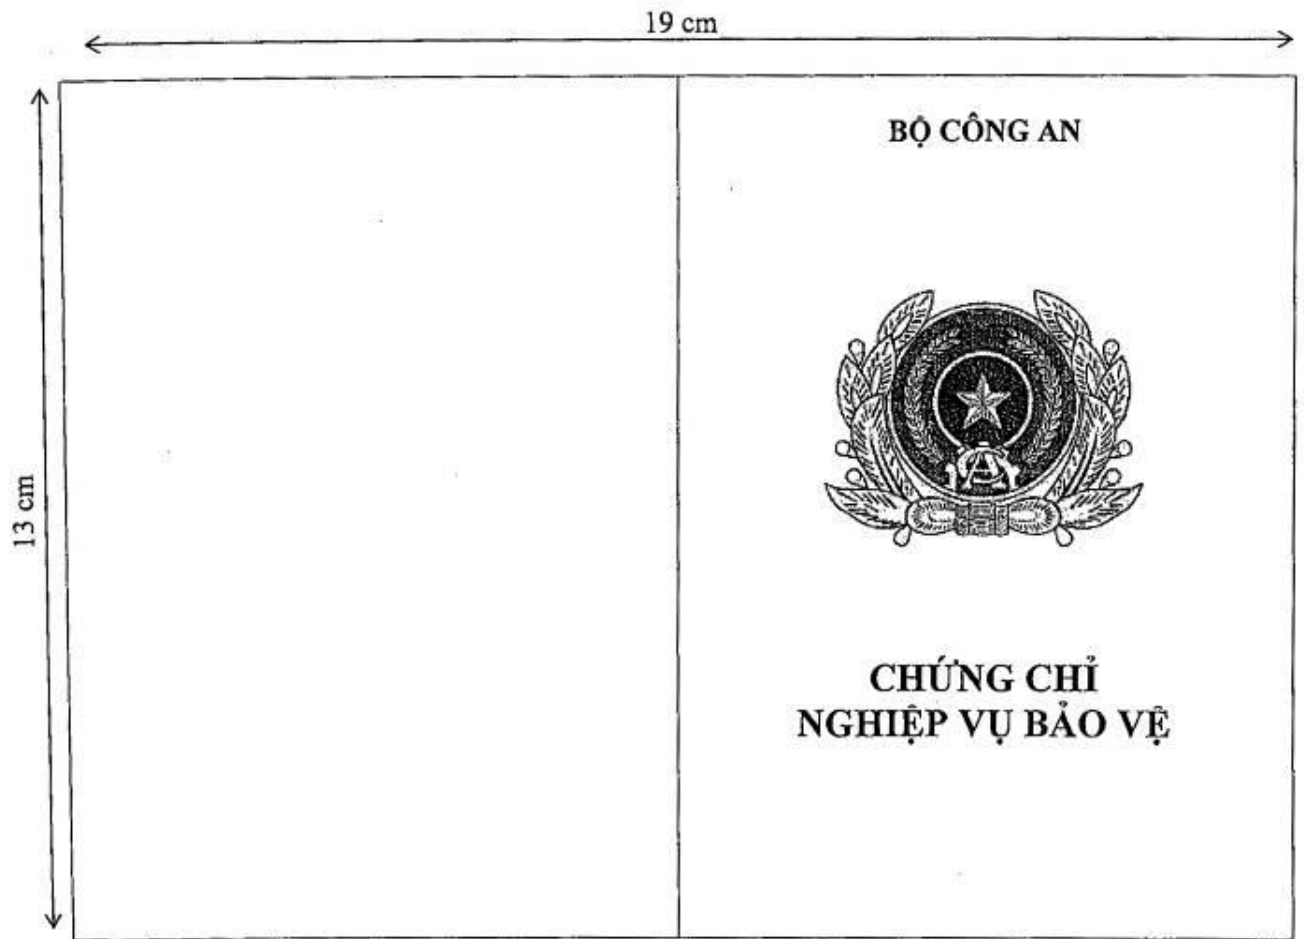 19 cm
BỘ CÔNG AN
13 cm
CHỨNG CHỈ
NGHIỆP VỤ BẢO VỆ